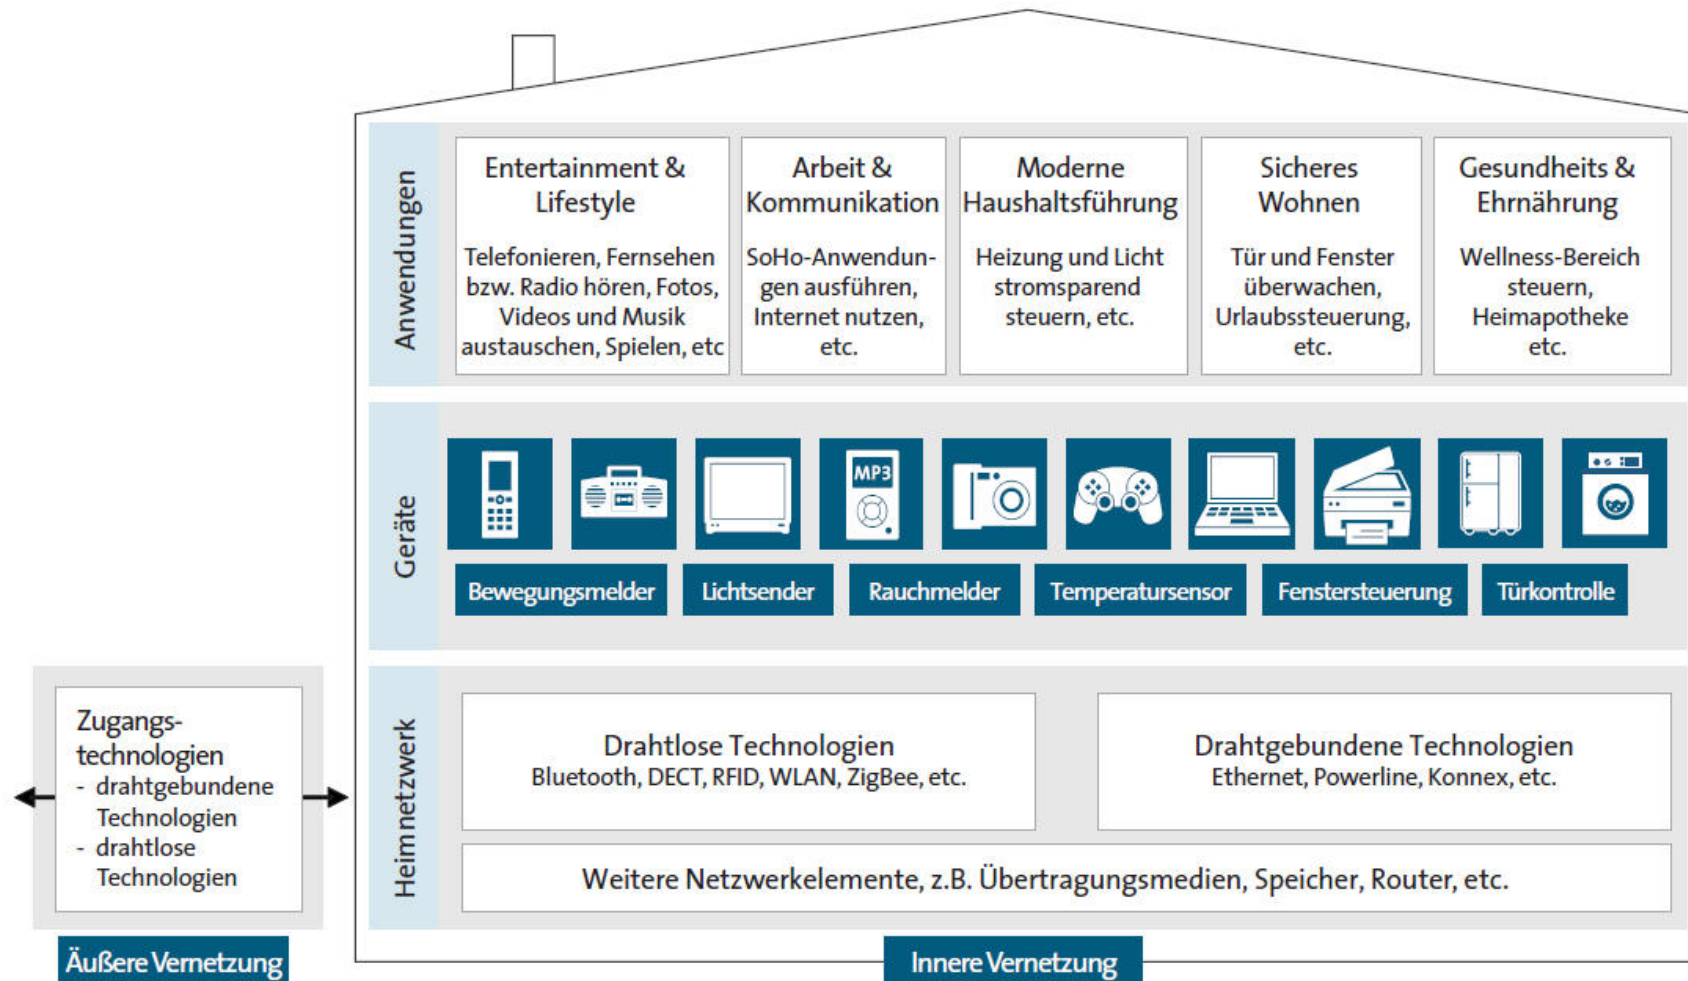 Anwendungen
Entertainment &
Lifestyle
Telefonieren, Fernsehen
bzw. Radio hören, Fotos,
Videos und Musik
austauschen, Spielen, etc
Arbeit &
Kommunikation
SoHo-Anwendun-
gen ausführen,
Internet nutzen,
etc.
Moderne
Haushaltsführung
Heizung und Licht
stromsparend
steuern, etc.
Sicheres
Wohnen
Tür und Fenster
überwachen,
Urlaubssteuerung,
etc.
Gesundheits &
Ehrnährung
Wellness-Bereich
steuern,
Heimapotheke
etc.
Geräte
MP3
Bewegungsmelder
Lichtsender
Rauchmelder
Temperatursensor
Fenstersteuerung
Türkontrolle
Zugangs-
technologien
- drahtgebundene
Technologien
- drahtlose
Technologien
Äußere Vernetzung
Heimnetzwerk
Drahtlose Technologien
Bluetooth, DECT, RFID, WLAN, ZigBee, etc.
Drahtgebundene Technologien
Ethernet, Powerline, Konnex, etc.
Weitere Netzwerkelemente, z.B. Übertragungsmedien, Speicher, Router, etc.
Innere Vernetzung